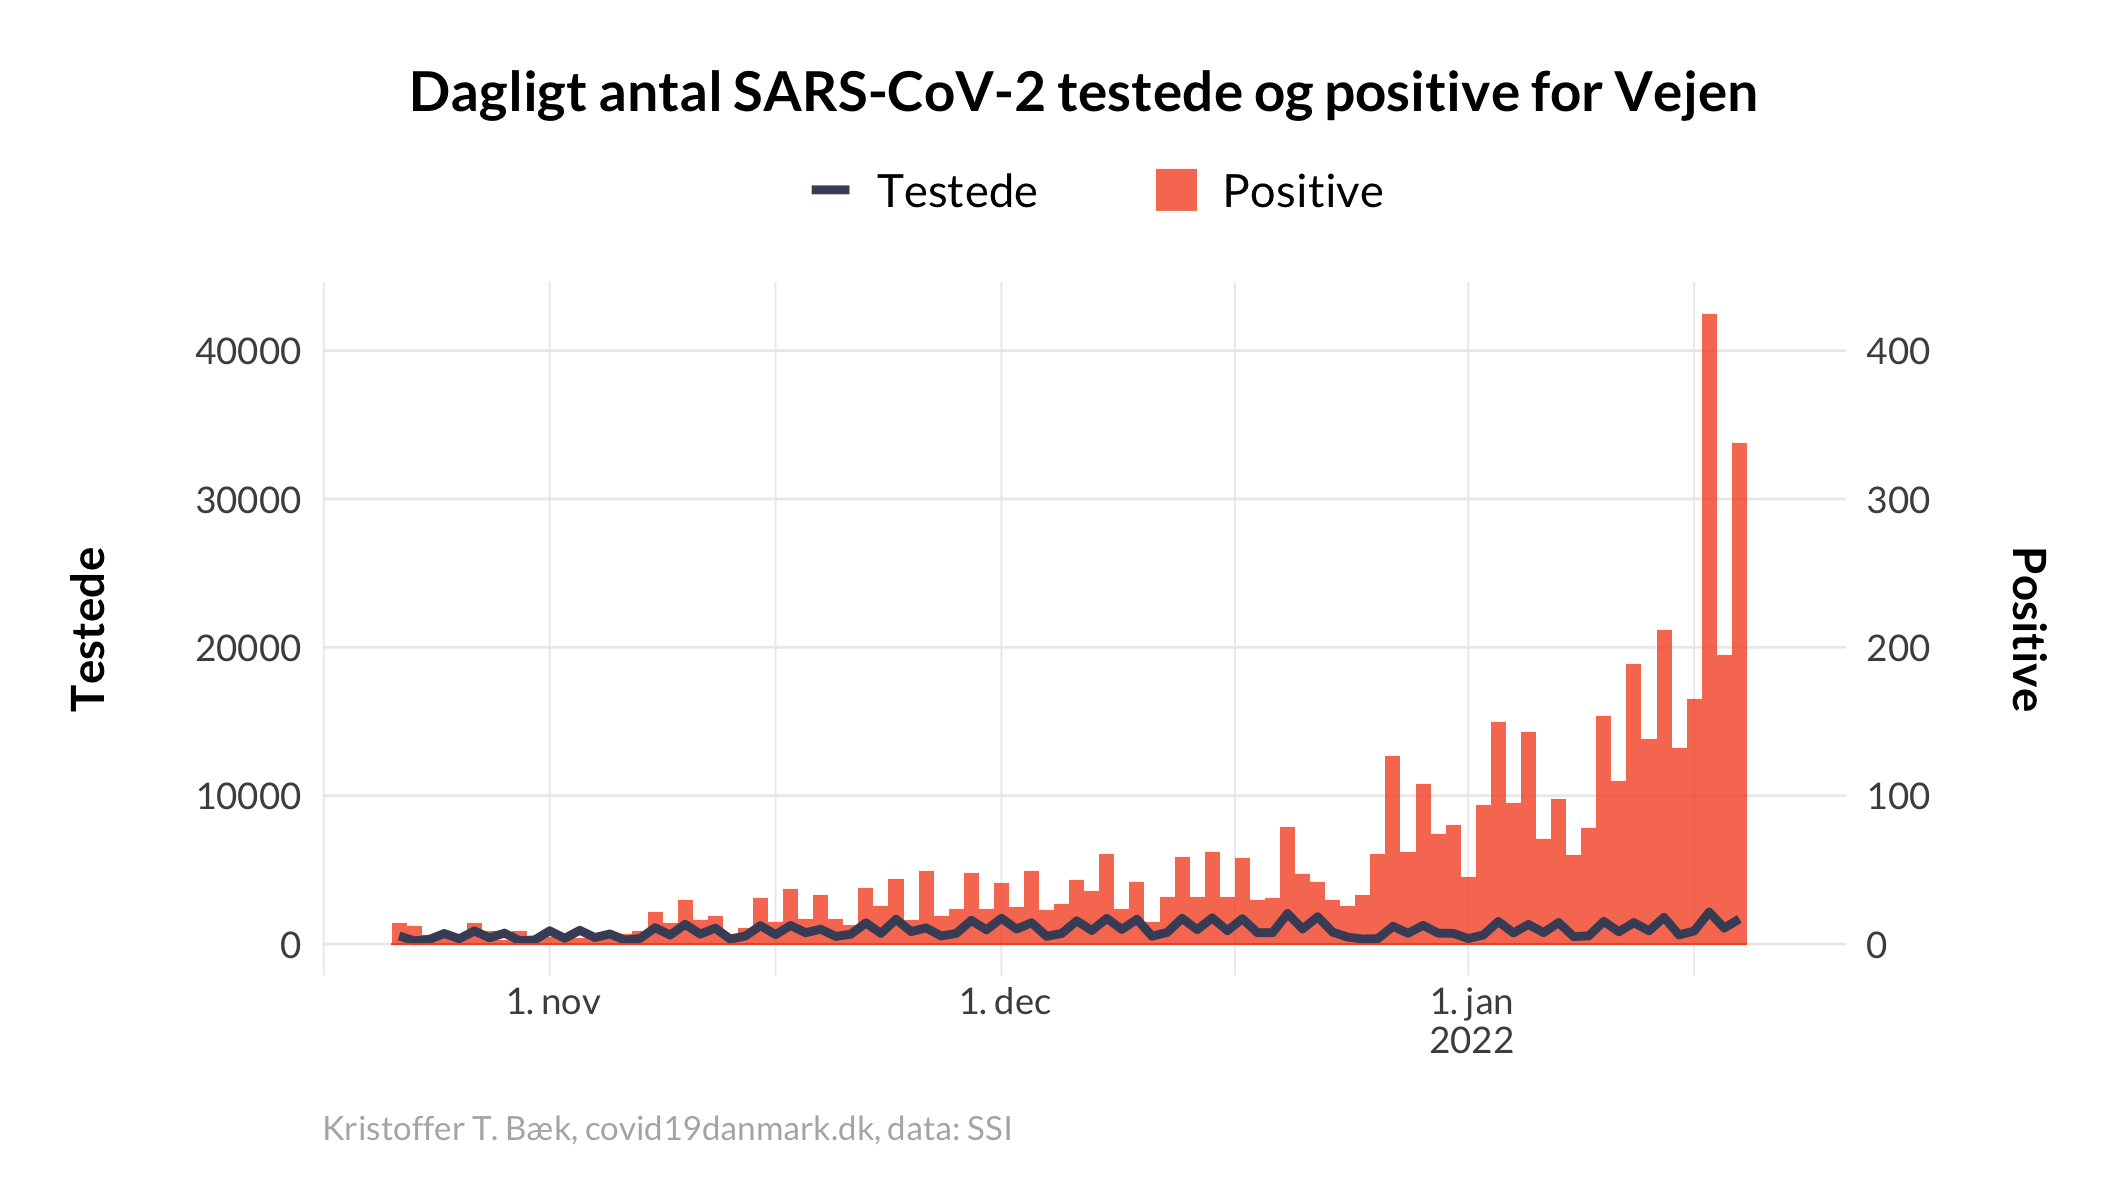 Dagligt antal SARS-CoV-2 testede og positive for Vejen
Testede
Positive
40000
30000
20000
10000
0
400
300
200
100
0
Testede
Positive
1. nov
1. dec
1. jan
2022
Kristoffer T. Bæk, covid19danmark.dk, data: SSI